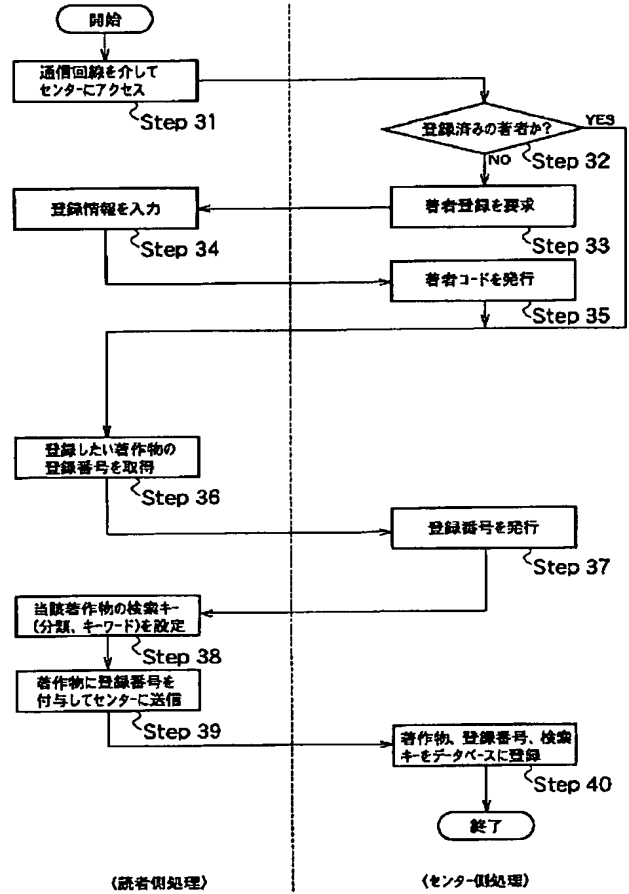 開始
通信回線を介して
センターにアクセス
Step 31
登録済みの著者か?
YES
Step 32
NO
著者登録を要求
Step 33
登録情報を入力
Step 34
著者コードを発行
Step 35
登録したい著作物の
登録番号を取得
Step 36
登録番号を発行
Step 37
当該著作物の検索キー
(分類、キーワード)を設定
Step 38
著作物に登録番号を
付与してセンターに送信
Step 39
著作物、登録番号、検索
キーをデータベースに登録
Step 40
終了
〈読者側処理〉
〈センター側処理〉